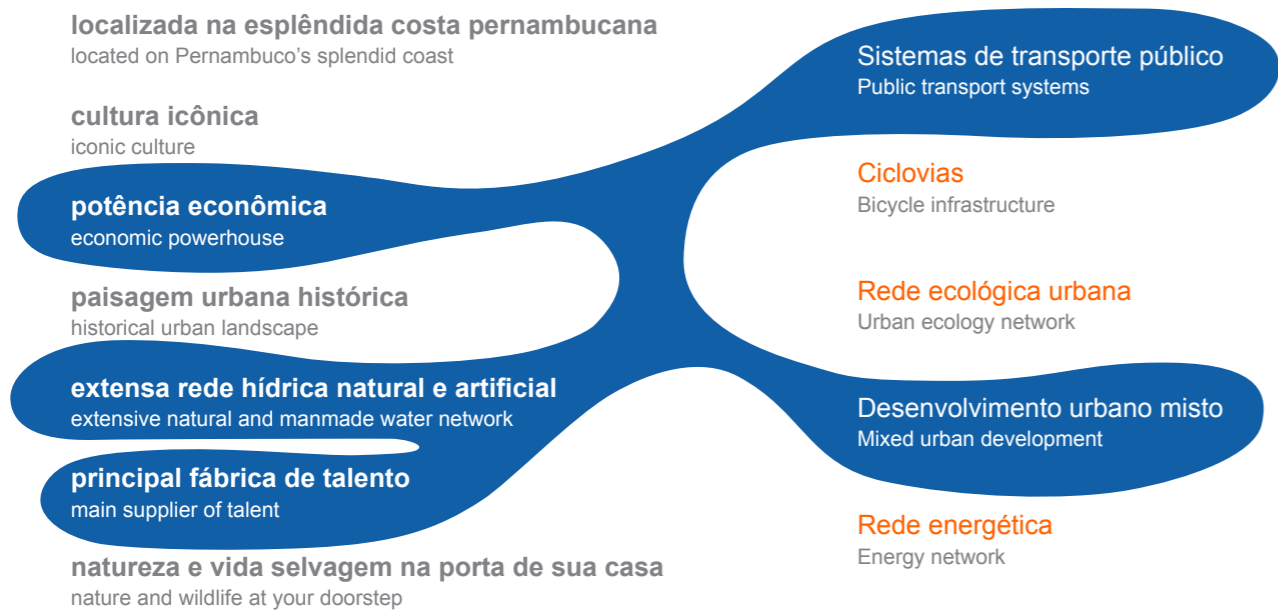 localizada na esplêndida costa pernambucana
located on Pernambuco’s splendid coast
cultura icônica
iconic culture
potência econômica
economic powerhouse
paisagem urbana histórica
historical urban landscape
extensa rede hídrica natural e artificial
extensive natural and manmade water network
principal fábrica de talento
main supplier of talent
natureza e vida selvagem na porta de sua casa
nature and wildlife at your doorstep
Sistemas de transporte público
Public transport systems
Ciclovias
Bicycle infrastructure
Rede ecológica urbana
Urban ecology network
Desenvolvimento urbano misto
Mixed urban development
Rede energética
Energy network